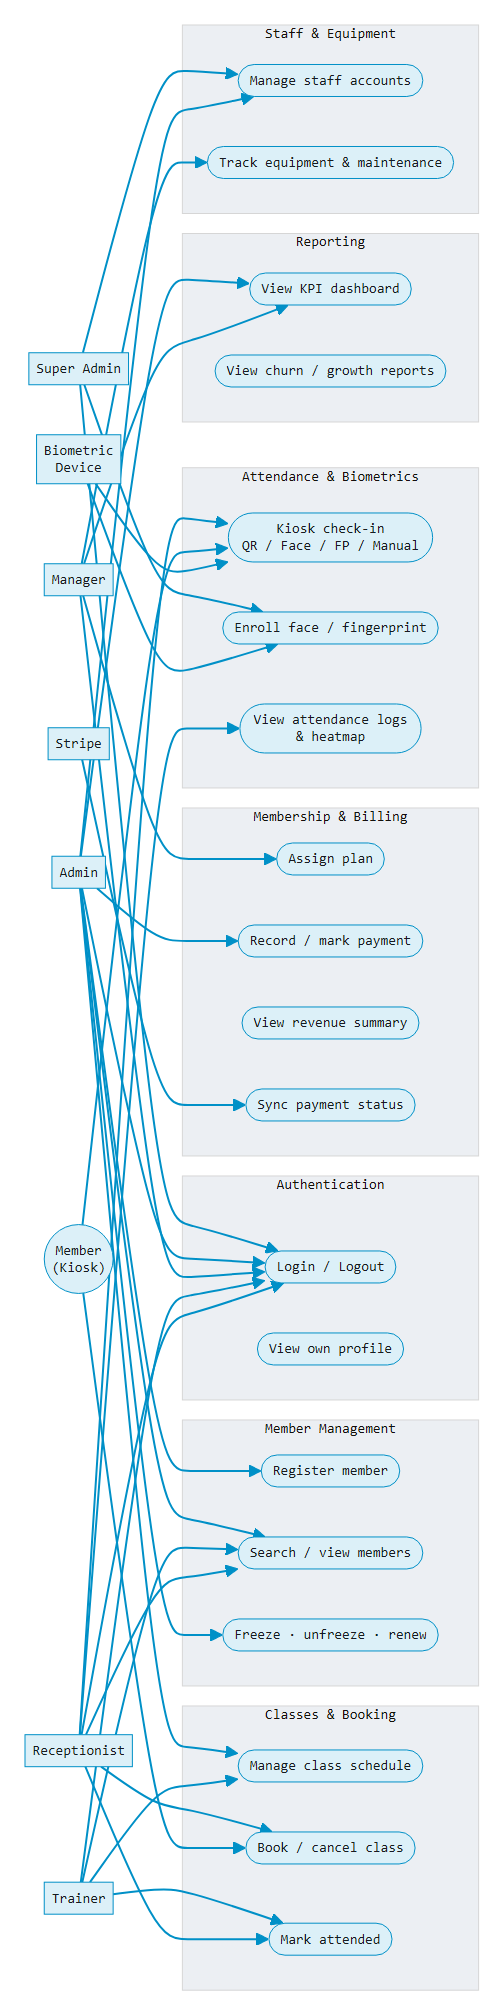 Staff & Equipment
Manage staff accounts
Track equipment & maintenance
Reporting
View KPI dashboard
View churn / growth reports
Super Admin
Biometric
Device
Manager
Stripe
Admin
Attendance & Biometrics
Kiosk check-in
QR / Face / FP / Manual
Enroll face / fingerprint
View attendance logs
& heatmap
Membership & Billing
Assign plan
Record / mark payment
View revenue summary
Sync payment status
Authentication
Login / Logout
View own profile
Member
(Kiosk)
Member Management
Register member
Search / view members
Freeze · unfreeze · renew
Classes & Booking
Manage class schedule
Book / cancel class
Mark attended
Receptionist
Trainer